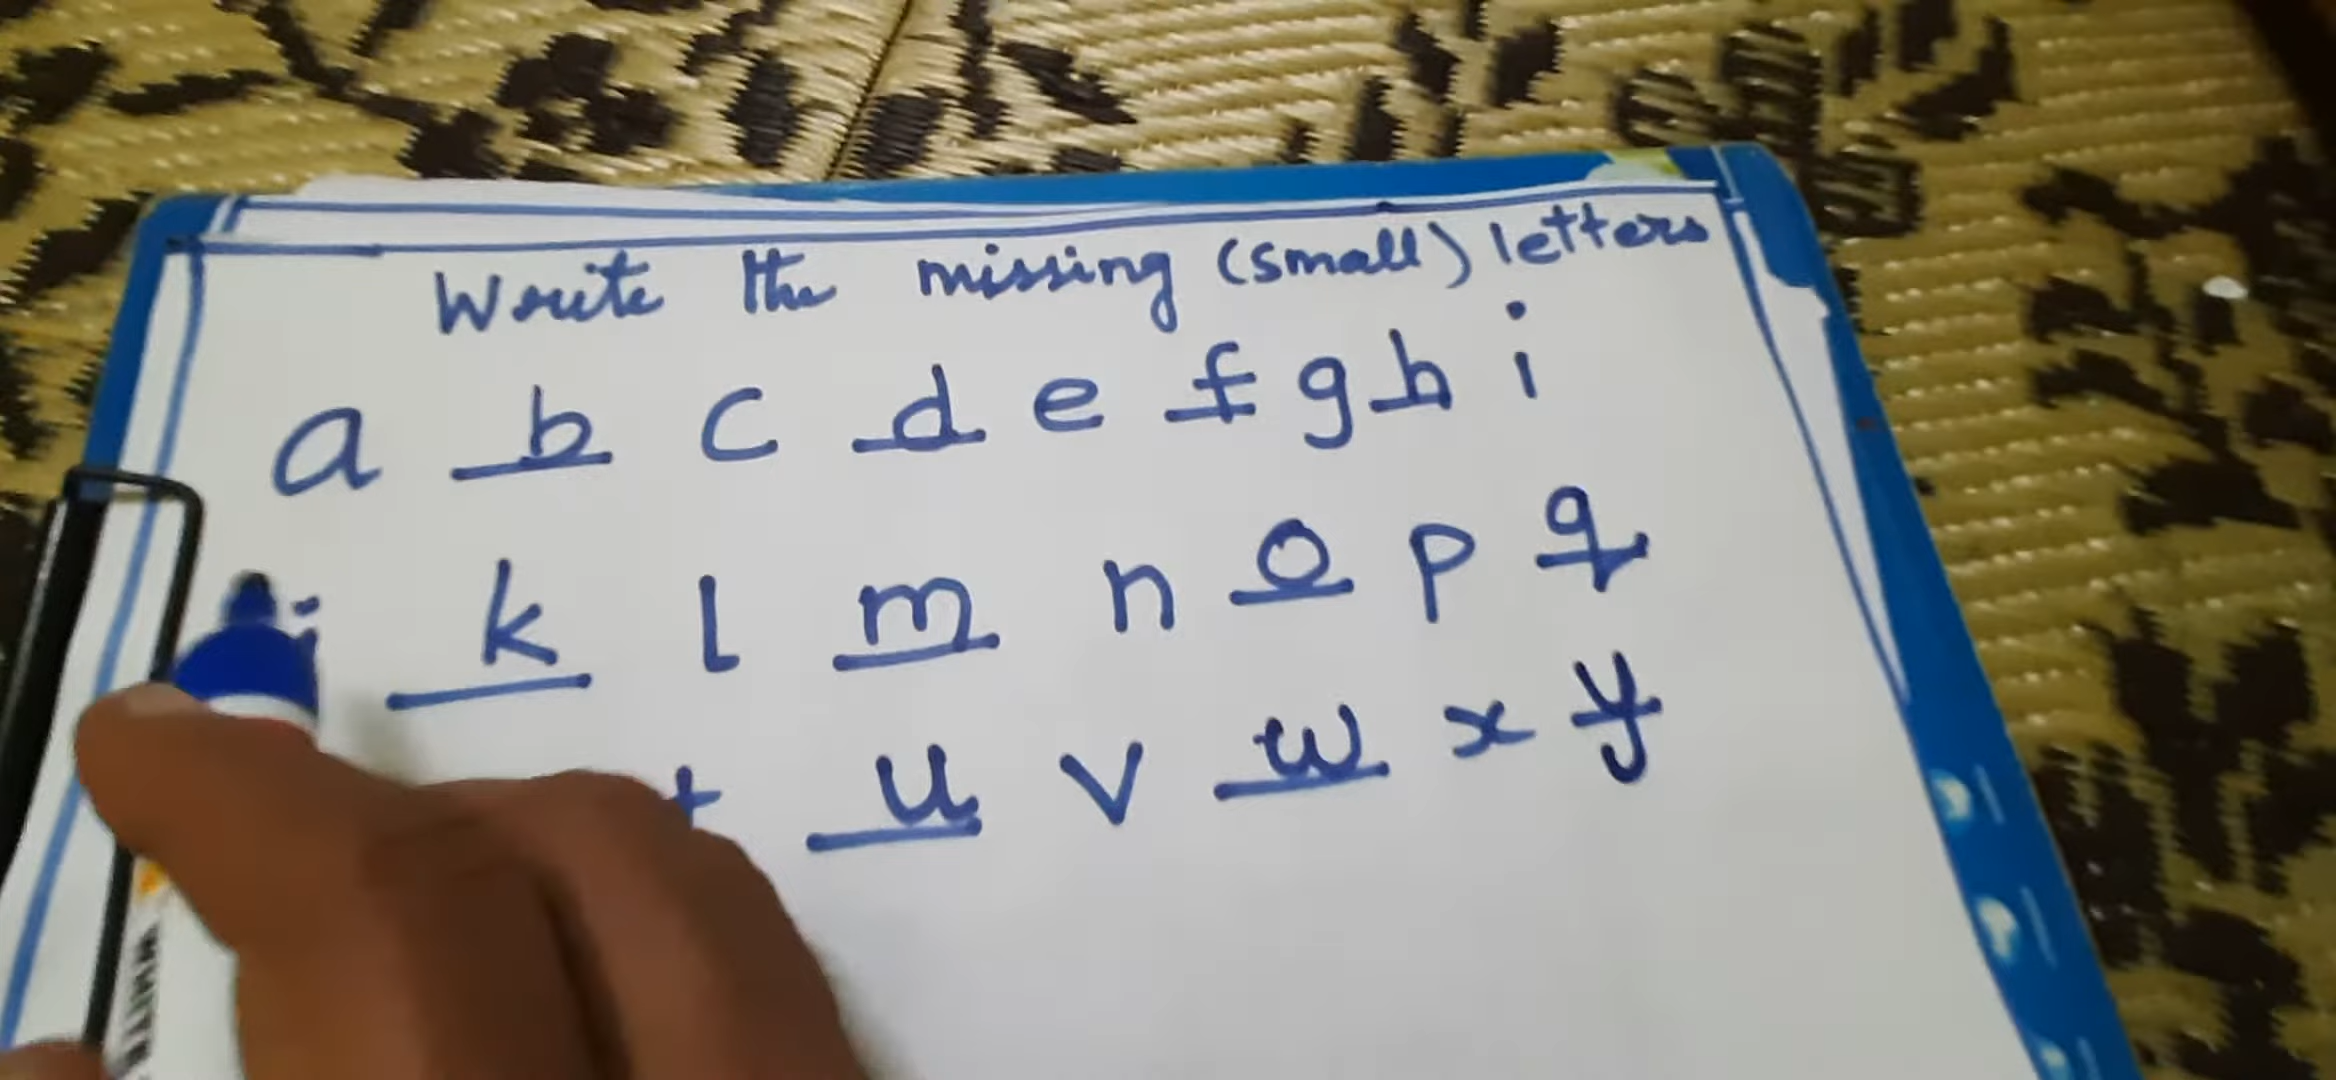 Write the missing (small) letters
a b c d e f g h i
j k l m n o p q
t u v w x y